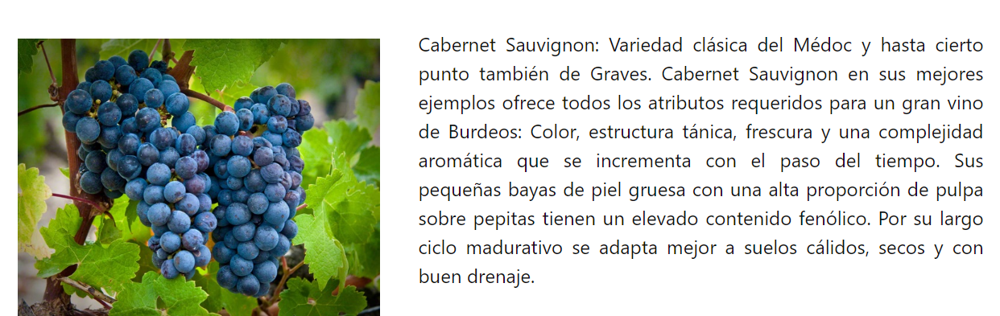 Cabernet Sauvignon: Variedad clásica del Médoc y hasta cierto
punto también de Graves. Cabernet Sauvignon en sus mejores
ejemplos ofrece todos los atributos requeridos para un gran vino
de Burdeos: Color, estructura tánica, frescura y una complejidad
aromática que se incrementa con el paso del tiempo. Sus
pequeñas bayas de piel gruesa con una alta proporción de pulpa
sobre pepitas tienen un elevado contenido fenólico. Por su largo
ciclo madurativo se adapta mejor a suelos cálidos, secos y con
buen drenaje.